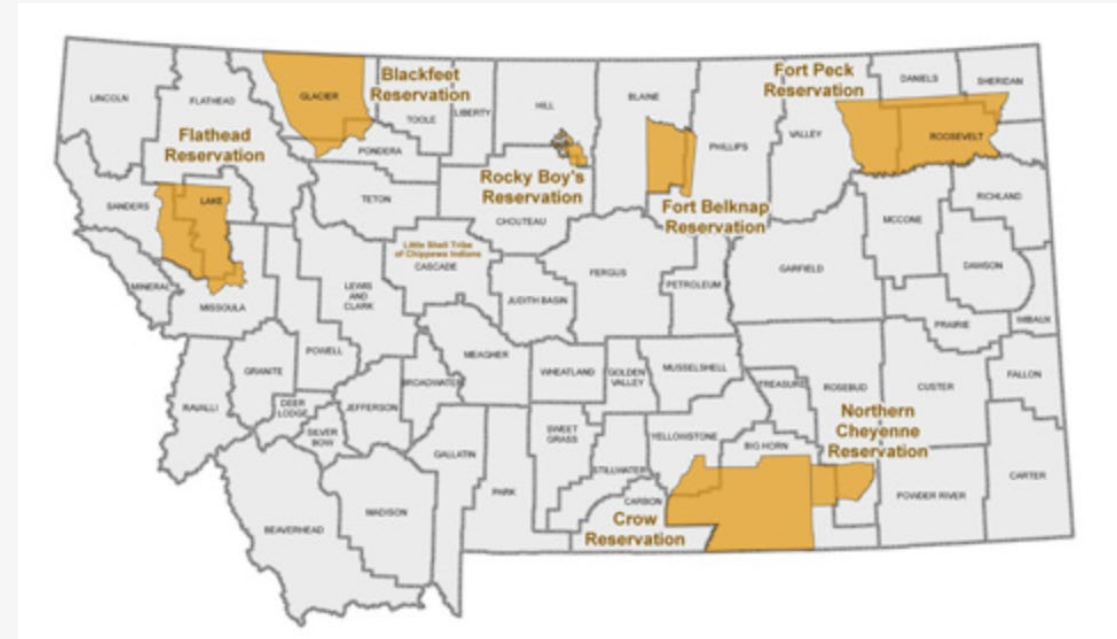 LINCOLN
FLATHEAD
GLACIER
Blackfeet
Reservation
TOOLE
LIBERTY
HILL
BLAINE
PHILLIPS
Fort Peck
Reservation
VALLEY
DANIELS
SHERIDAN
ROOSEVELT
Flathead
Reservation
PONDERA
TETON
Rocky Boy's
Reservation
CHOUTEAU
Fort Belknap
Reservation
RICHLAND
MCCONE
SANDERS
LAKE
MINERAL
MISSOULA
LEWIS
AND
CLARK
Little Shell Tribe
of Chippewa Indians
CASCADE
JUDITH BASIN
FERGUS
PETROLEUM
GARFIELD
DAWSON
PRAIRIE
WIBAUX
POWELL
GRANITE
RAVALLI
DEER
LODGE
SILVER
BOW
JEFFERSON
BROADWATER
MEAGHER
WHEATLAND
GOLDEN
VALLEY
MUSSELSHELL
TREASURE
ROSEBUD
CUSTER
FALLON
Northern
Cheyenne
Reservation
GALLATIN
PARK
SWEET
GRASS
STILLWATER
YELLOWSTONE
BIG HORN
CARBON
Crow
Reservation
POWDER RIVER
CARTER
BEAVERHEAD
MADISON